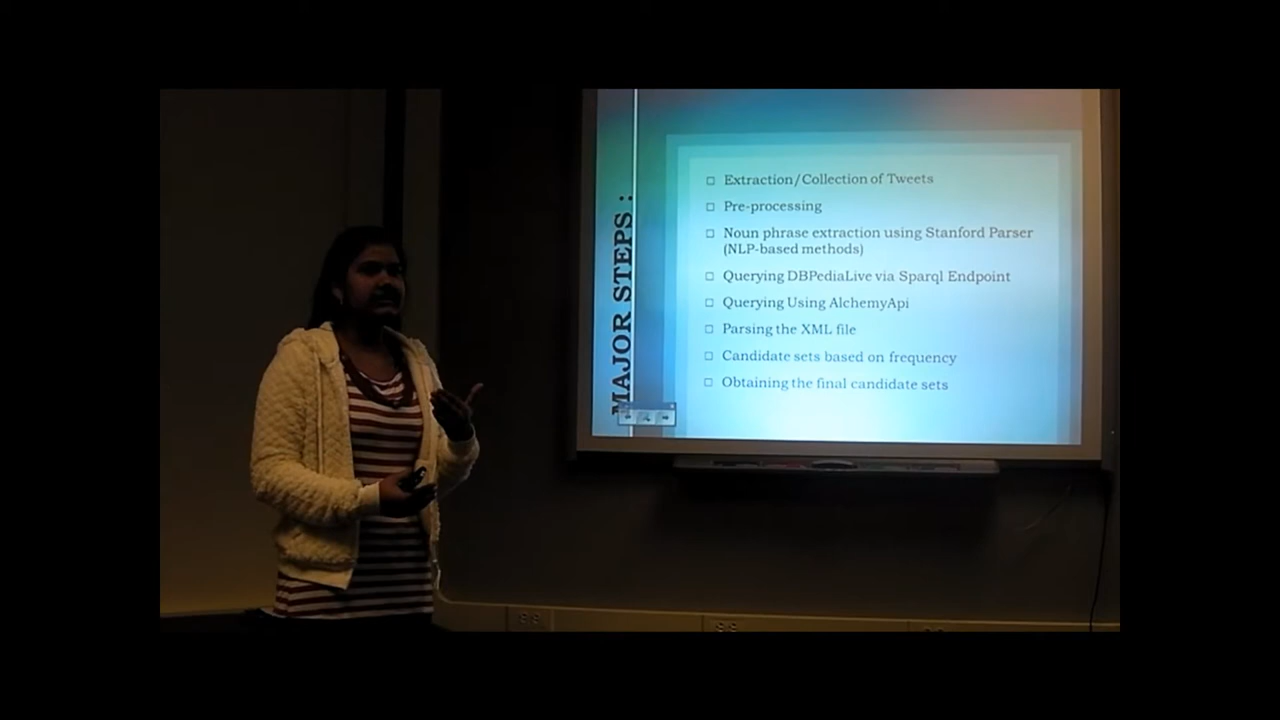 MAJOR STEPS :
Extraction/Collection of Tweets
Pre-processing
Noun phrase extraction using Stanford Parser
(NLP-based methods)
Querying DBPediaLive via Sparql Endpoint
Querying Using AlchemyApi
Parsing the XML file
Candidate sets based on frequency
Obtaining the final candidate sets